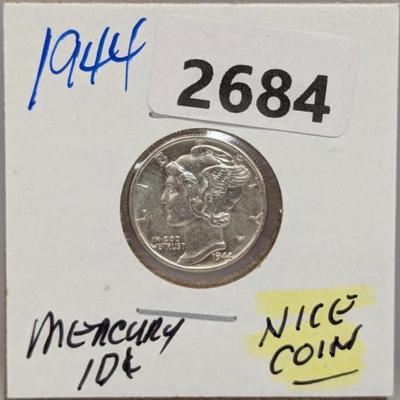 1944
2684
LIBERTY
IN GOD
WE TRUST
1944
MERCURY
10¢
NICE
COIN